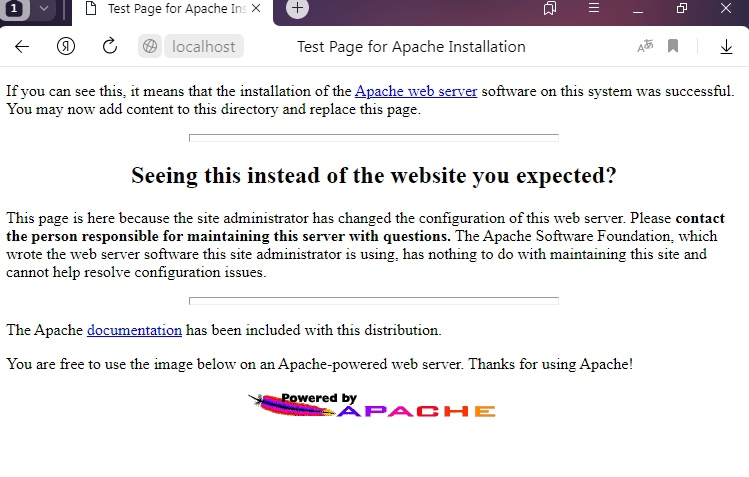 1
Test Page for Apache Ins
Я localhost Test Page for Apache Installation
If you can see this, it means that the installation of the Apache web server software on this system was successful.
You may now add content to this directory and replace this page.
Seeing this instead of the website you expected?
This page is here because the site administrator has changed the configuration of this web server. Please contact
the person responsible for maintaining this server with questions. The Apache Software Foundation, which
wrote the web server software this site administrator is using, has nothing to do with maintaining this site and
cannot help resolve configuration issues.
The Apache documentation has been included with this distribution.
You are free to use the image below on an Apache-powered web server. Thanks for using Apache!
Powered by
APACHE